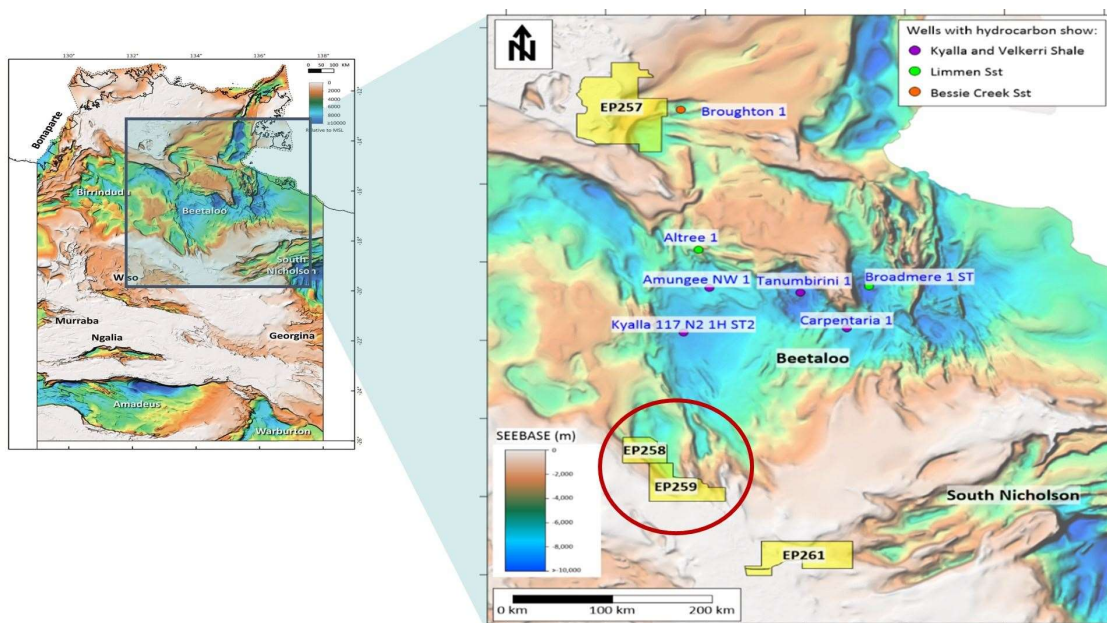 130°
132°
134°
136°
138°
0 50 100 KM
0
2000
4000
6000
8000
≥10000
Relative to MSL
Bonaparte
Birrindudu
Beetaloo
South
Nicholson
Wiso
Murraba
Ngalia
Georgina
Amadeus
Warburton
N
Wells with hydrocarbon show:
Kyalla and Velkerri Shale
Limmen Sst
Bessie Creek Sst
EP257
Broughton 1
Altree 1
Amungee NW 1
Tanumbirini 1
Broadmere 1 ST
Kyalla 117 N2 1H ST2
Carpentaria 1
Beetaloo
SEEBASE (m)
0
-2,000
-4,000
-6,000
-8,000
≥-10,000
EP258
EP259
South Nicholson
EP261
0 km
100 km
200 km